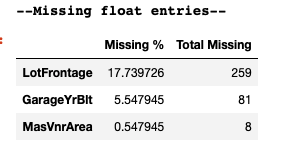 --Missing float entries--
Missing % Total Missing
LotFrontage 17.739726 259
GarageYrBlt 5.547945 81
MasVnrArea 0.547945 8